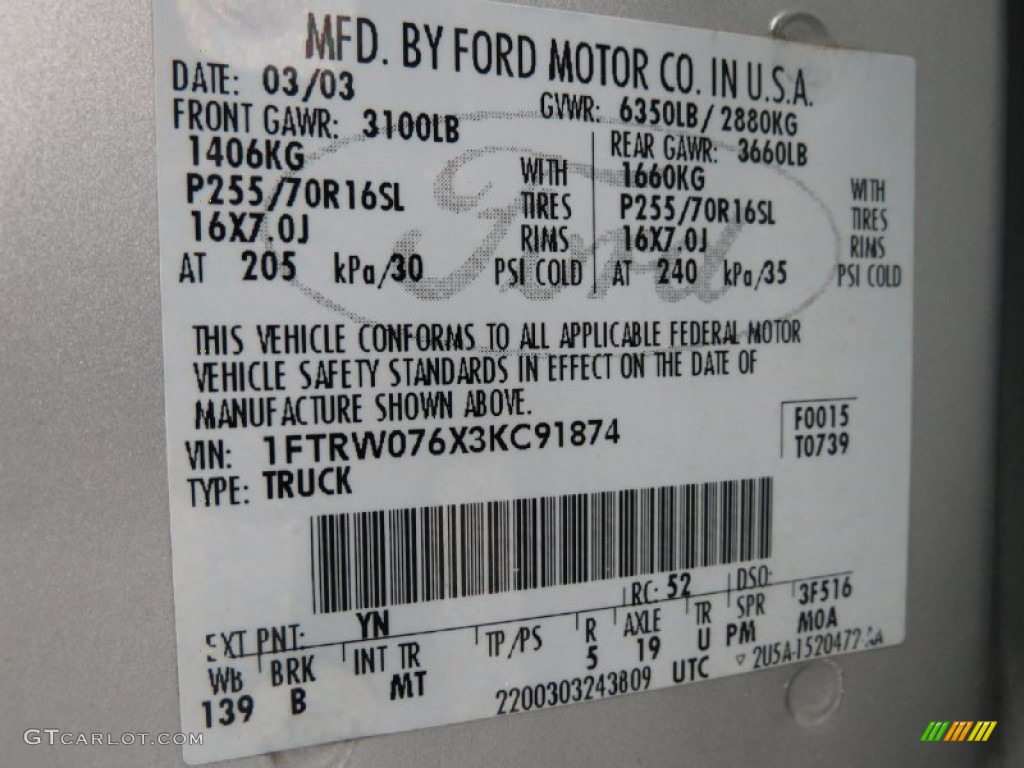 MFD. BY FORD MOTOR CO. IN U.S.A.
DATE: 03/03 GVWR: 6350LB/ 2880KG
FRONT GAWR: 3100LB REAR GAWR: 3660LB
1406KG WITH 1660KG WITH
P255/70R16SL TIRES P255/70R16SL TIRES
16X7.0J RIMS 16X7.0J RIMS
AT 205 kPa/30 PSI COLD AT 240 kPa/35 PSI COLD
Ford
THIS VEHICLE CONFORMS TO ALL APPLICABLE FEDERAL MOTOR
VEHICLE SAFETY STANDARDS IN EFFECT ON THE DATE OF
MANUFACTURE SHOWN ABOVE.
VIN: 1FTRW076X3KC91874 F0015
TYPE: TRUCK T0739
EXT PNT: YN RC: 52 DSO: 3F516
WB BRK INT TR TP/PS R AXLE TR SPR M0A
139 B MT 5 19 U PM
2200303243809 UTC
GTCARLOT.COM